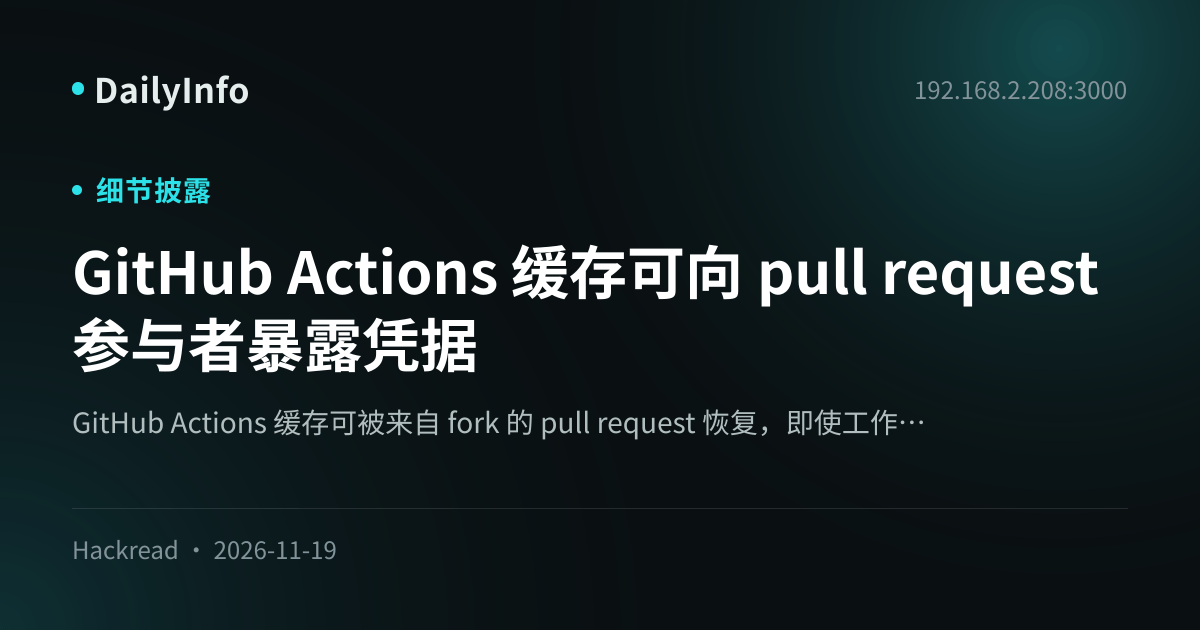 DailyInfo
192.168.2.208:3000
细节披露
GitHub Actions 缓存可向 pull request
参与者暴露凭据
GitHub Actions 缓存可被来自 fork 的 pull request 恢复，即使工作…
Hackread • 2026-11-19